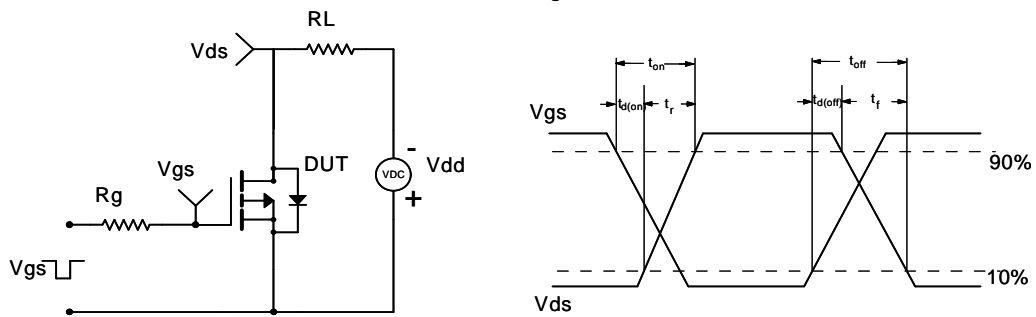 RL
Vds
Vgs
DUT
VDC
Vdd
-
+
Rg
Vgs
ton
toff
td(on)
tr
td(off)
tf
Vgs
90%
10%
Vds